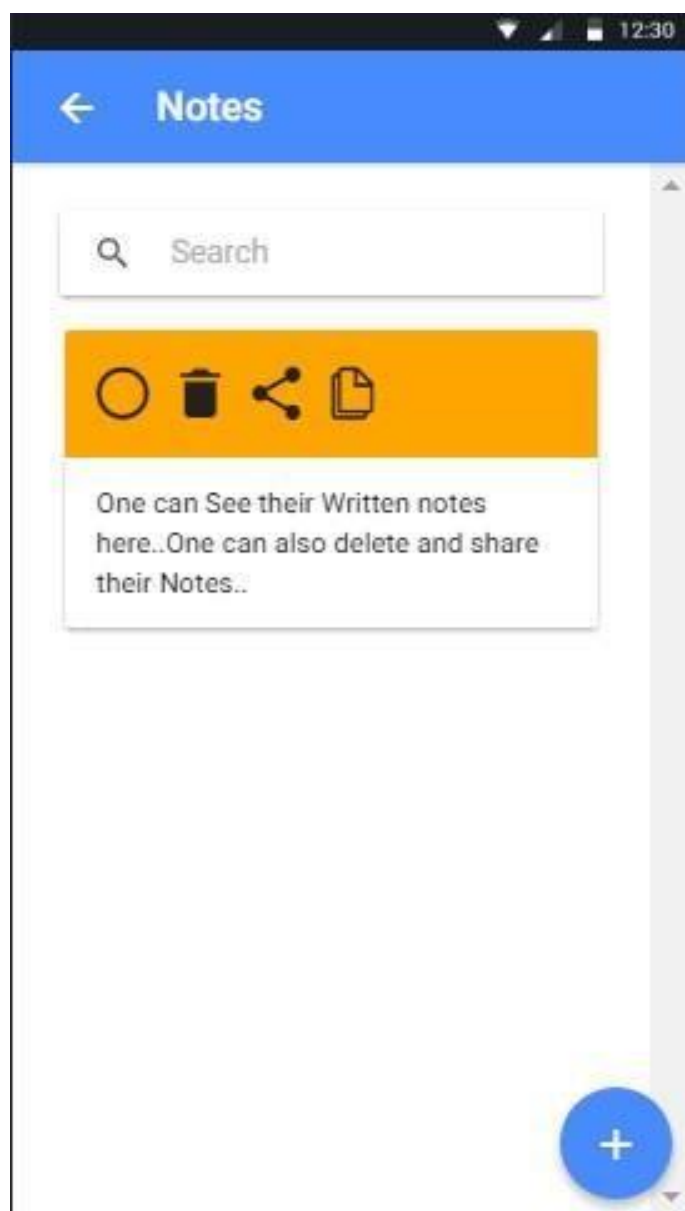 12:30
Notes
Search
One can See their Written notes
here..One can also delete and share
their Notes..